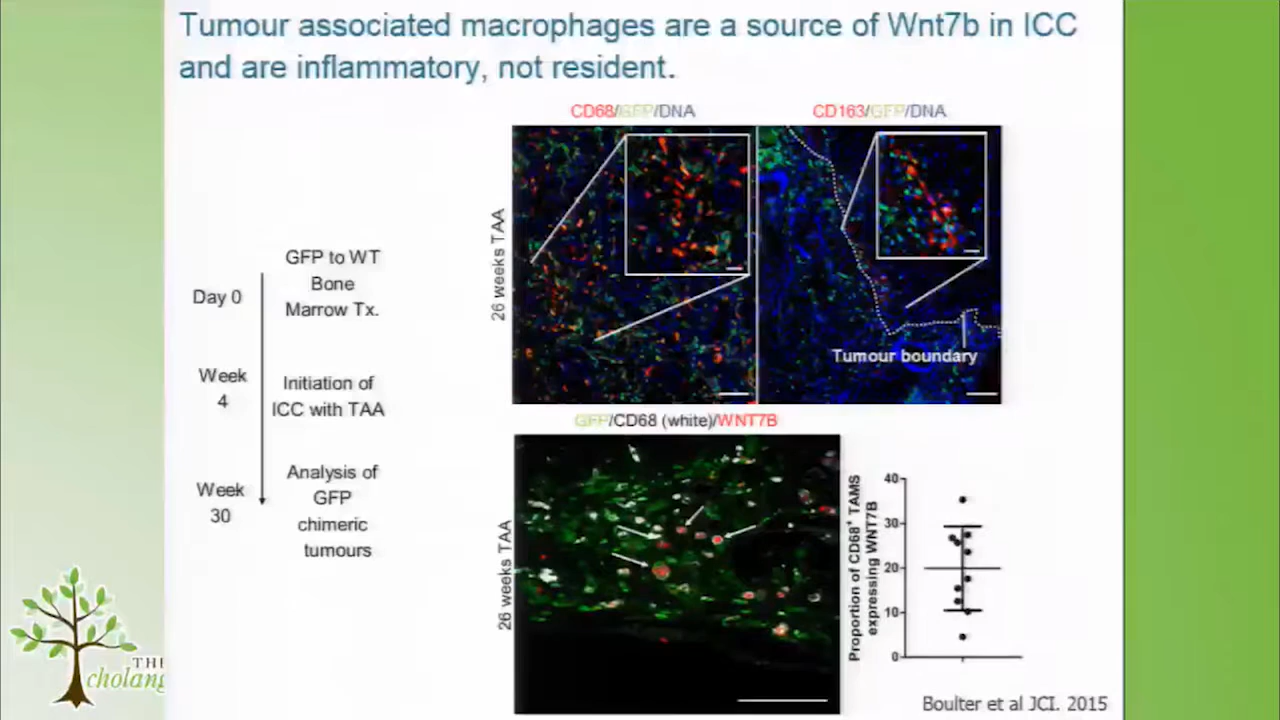 Tumour associated macrophages are a source of Wnt7b in ICC
and are inflammatory, not resident.
Day 0
GFP to WT
Bone
Marrow Tx.
Week
4
Initiation of
ICC with TAA
Week
30
Analysis of
GFP
chimeric
tumours
CD68/GFP/DNA
CD163/GFP/DNA
26 weeks TAA
Tumour boundary
GFP/CD68 (white)/WNT7B
26 weeks TAA
Proportion of CD68+ TAMS
expressing WNT7B
40
30
20
10
0
Boulter et al JCI. 2015
THE
cholang